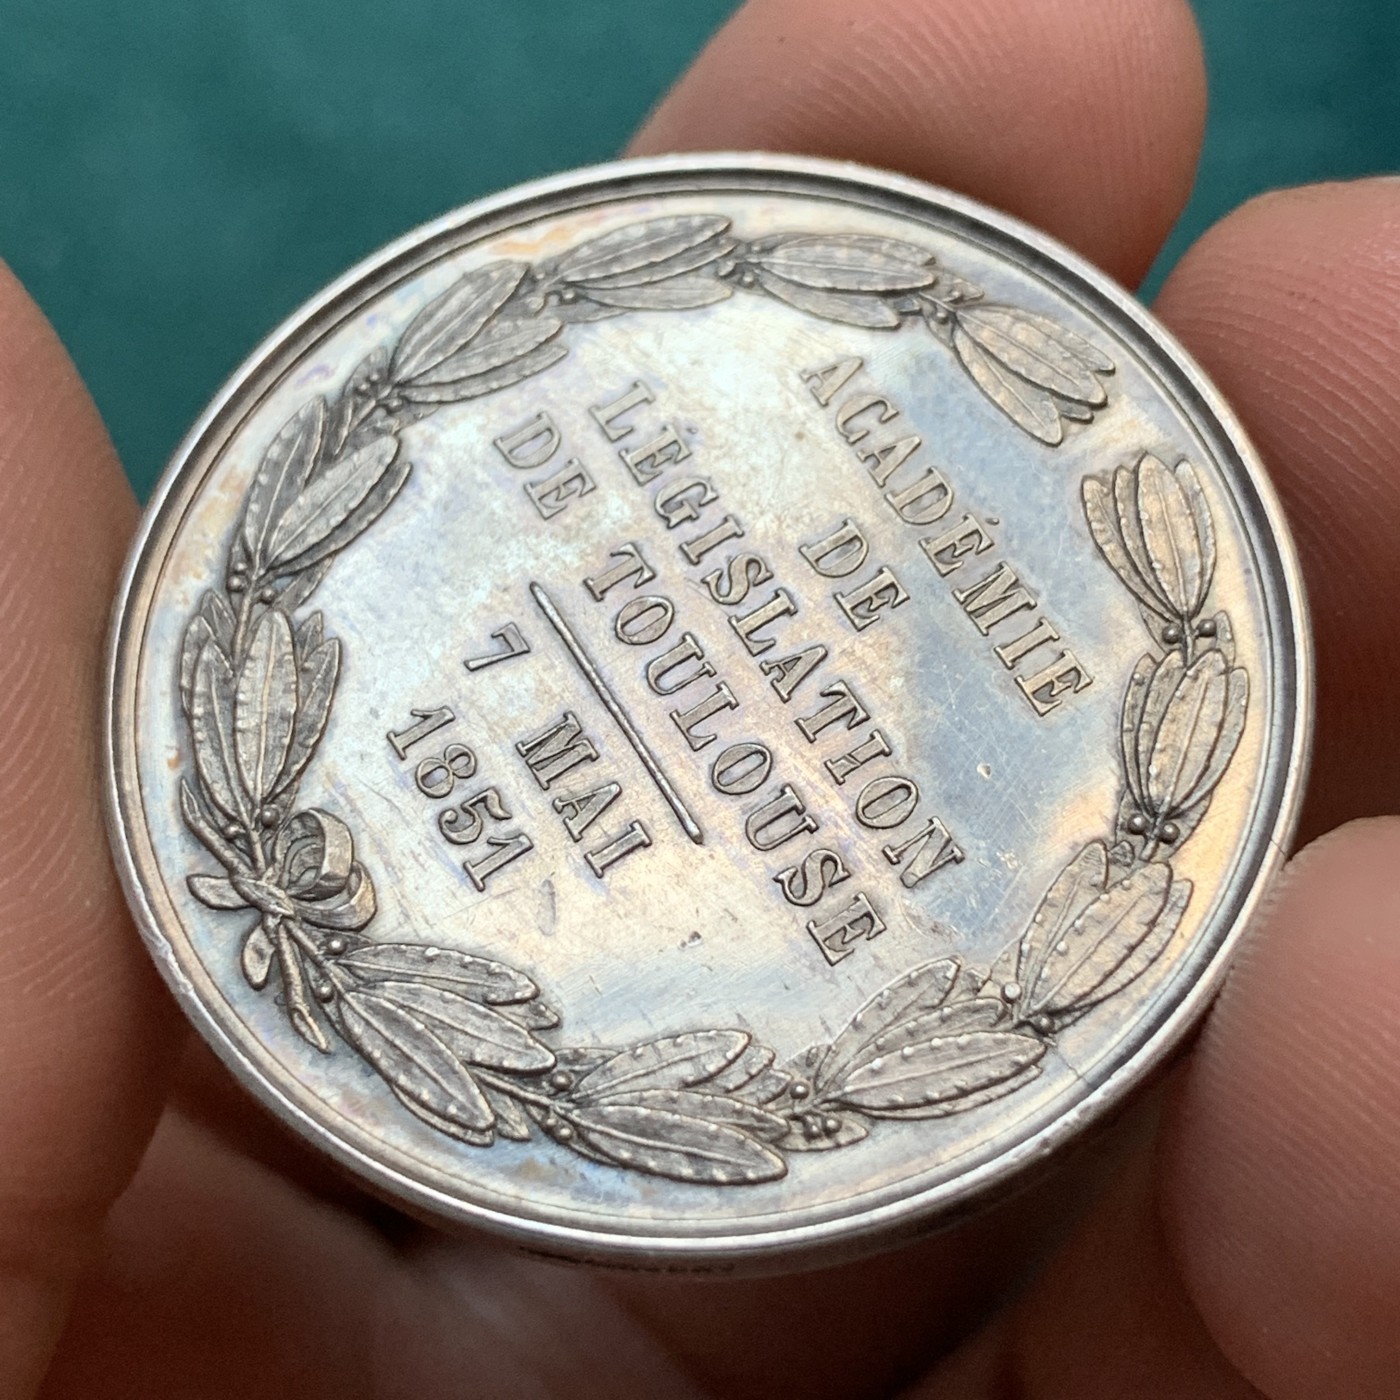 ACADÉMIE
DE
LÉGISLATION
DE TOULOUSE
7 MAI
1851